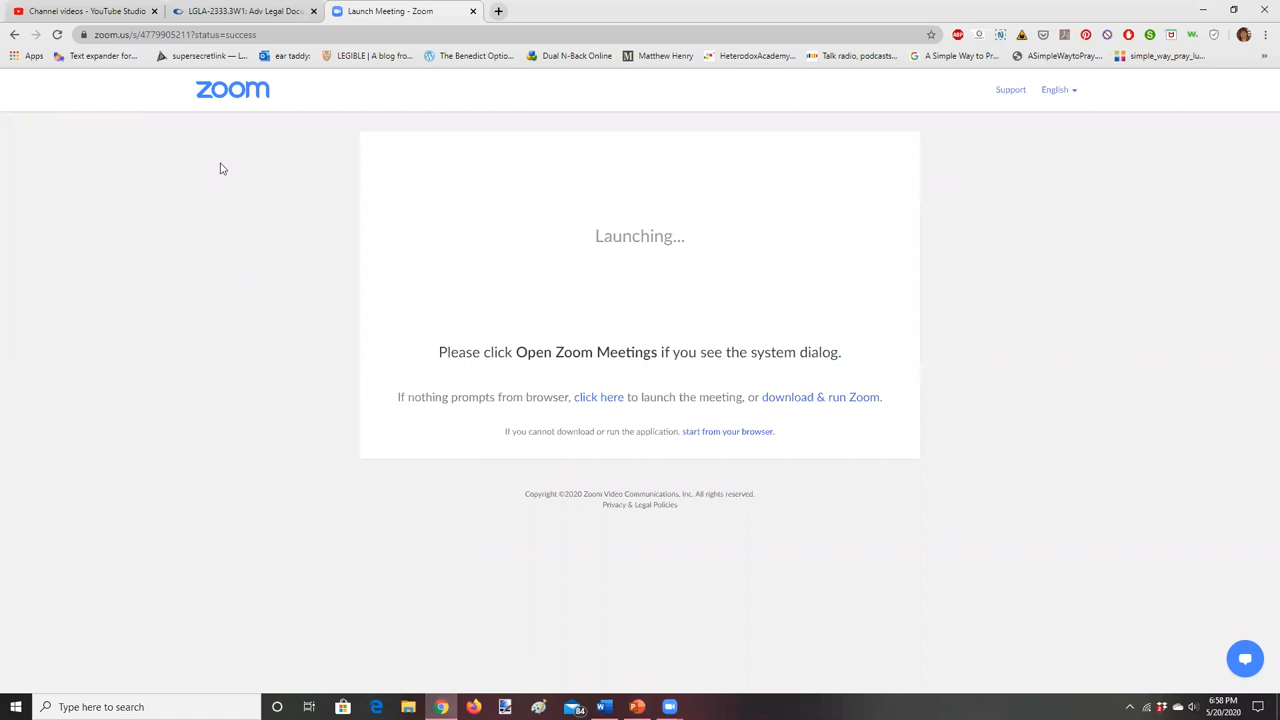 Channel videos - YouTube Studio
LGLA-2333.3W1: Adv Legal Docu
Launch Meeting - Zoom
zoom.us/s/4779905211?status=success
Apps
Text expander for...
supersecretlink — L...
ear taddy:
LEGIBLE | A blog fro...
The Benedict Option...
Dual N-Back Online
Matthew Henry
HeterodoxAcademy...
Talk radio, podcasts...
A Simple Way to Pr...
ASimpleWaytoPray....
simple_way_pray_lu...
zoom
Support
English
Launching...
Please click Open Zoom Meetings if you see the system dialog.
If nothing prompts from browser, click here to launch the meeting, or download & run Zoom.
If you cannot download or run the application, start from your browser.
Copyright ©2020 Zoom Video Communications, Inc. All rights reserved.
Privacy & Legal Policies
Type here to search
84
6:58 PM
5/20/2020